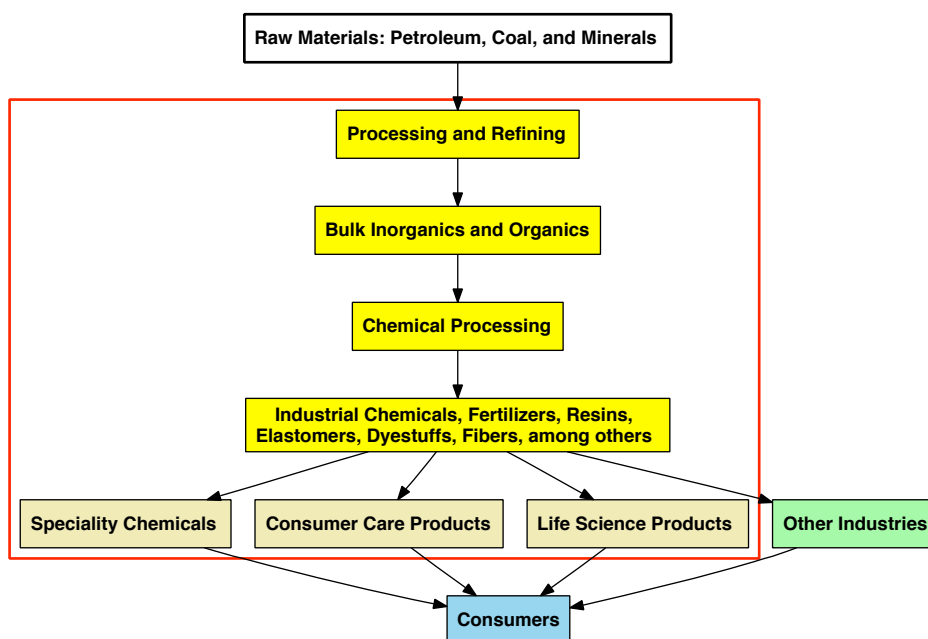 Raw Materials: Petroleum, Coal, and Minerals
Processing and Refining
Bulk Inorganics and Organics
Chemical Processing
Industrial Chemicals, Fertilizers, Resins,
Elastomers, Dyestuffs, Fibers, among others
Speciality Chemicals
Consumer Care Products
Life Science Products
Other Industries
Consumers